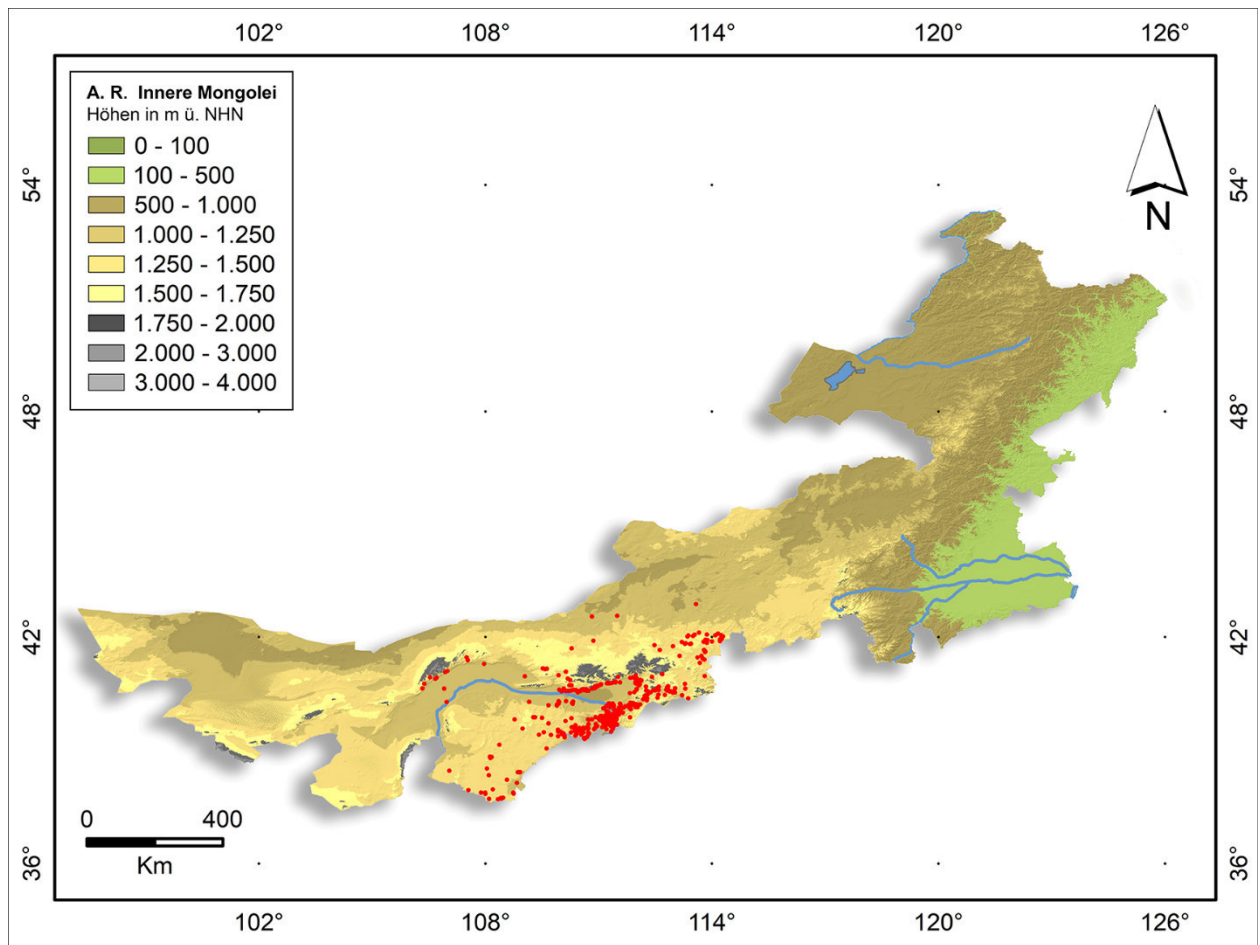 102° 108° 114° 120° 126°
A. R. Innere Mongolei
Höhen in m ü. NHN
0 - 100
100 - 500
500 - 1.000
1.000 - 1.250
1.250 - 1.500
1.500 - 1.750
1.750 - 2.000
2.000 - 3.000
3.000 - 4.000
N
54° 54°
48° 48°
42° 42°
0 400
Km
36° 36°
102° 108° 114° 120° 126°